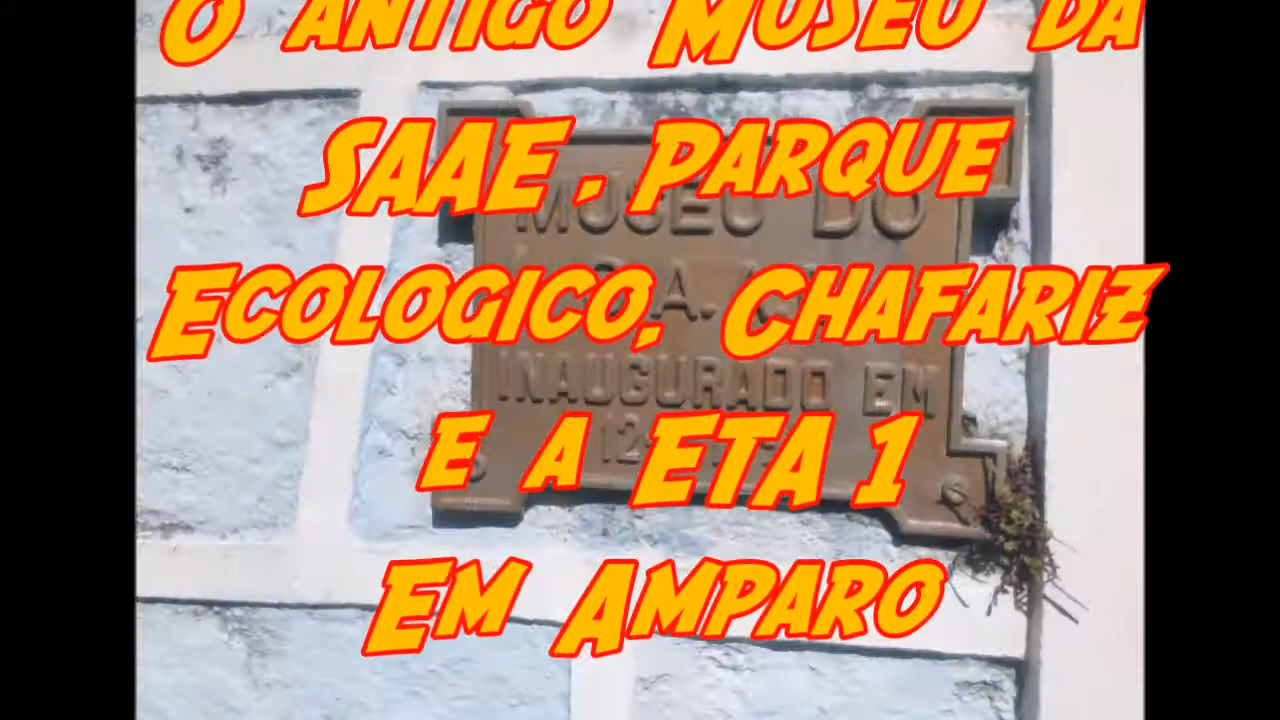 O antigo Museu da
SAAE . Parque
Ecologico, Chafariz
e a ETA 1
Em Amparo
MUSEU DO
INAUGURADO EM